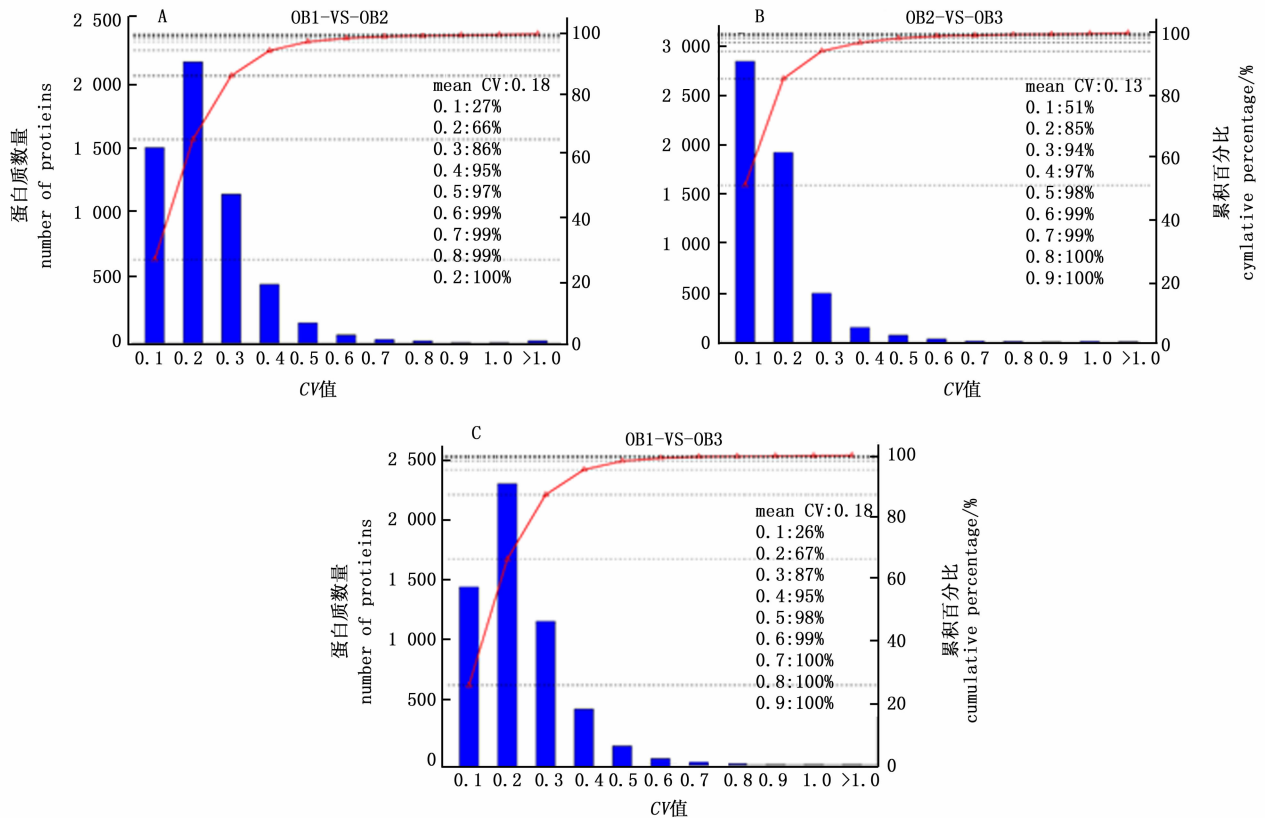 A
OB1-VS-OB2
2 500
2 000
1 500
1 000
500
0
蛋白质数量
number of protieins
mean CV:0.18
0.1:27%
0.2:66%
0.3:86%
0.4:95%
0.5:97%
0.6:99%
0.7:99%
0.8:99%
0.2:100%
100
80
60
40
20
0
0.1 0.2 0.3 0.4 0.5 0.6 0.7 0.8 0.9 1.0 >1.0
CV值
B
OB2-VS-OB3
3 000
2 500
2 000
1 500
1 000
500
0
mean CV:0.13
0.1:51%
0.2:85%
0.3:94%
0.4:97%
0.5:98%
0.6:99%
0.7:99%
0.8:100%
0.9:100%
100
80
60
40
20
0
累积百分比
cymlative percentage/%
0.1 0.2 0.3 0.4 0.5 0.6 0.7 0.8 0.9 1.0 >1.0
CV值
C
OB1-VS-OB3
2 500
2 000
1 500
1 000
500
0
蛋白质数量
number of protieins
mean CV:0.18
0.1:26%
0.2:67%
0.3:87%
0.4:95%
0.5:98%
0.6:99%
0.7:100%
0.8:100%
0.9:100%
100
80
60
40
20
0
累积百分比
cumulative percentage/%
0.1 0.2 0.3 0.4 0.5 0.6 0.7 0.8 0.9 1.0 >1.0
CV值